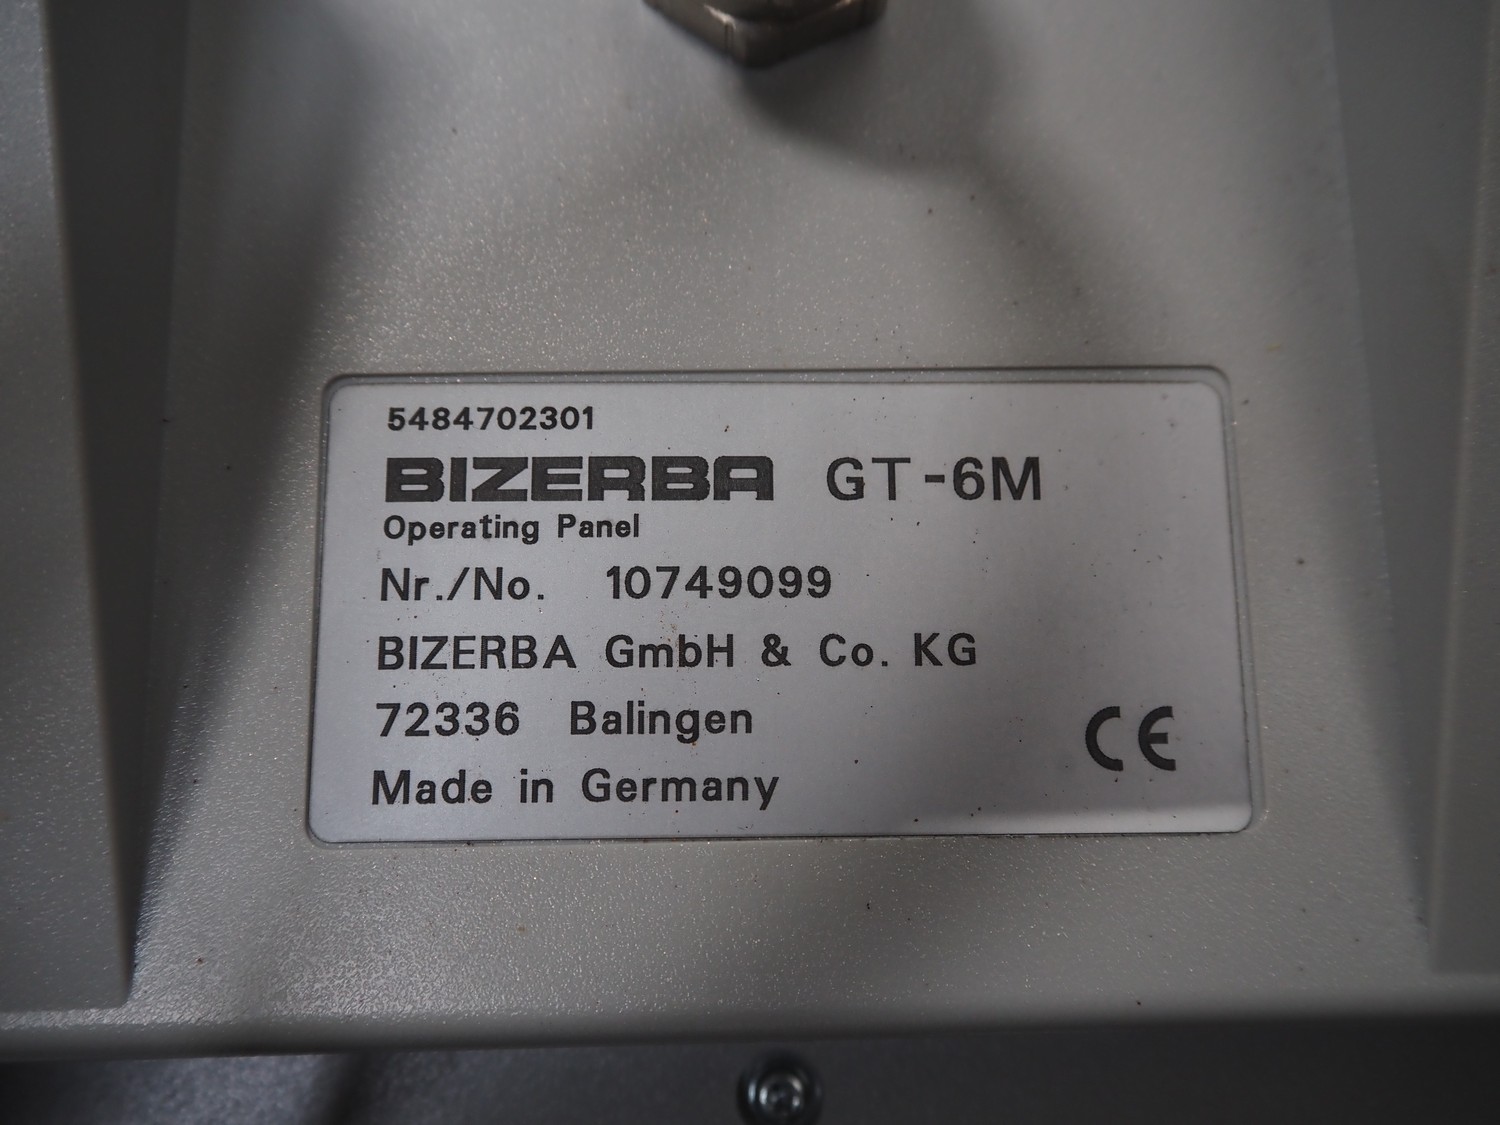 5484702301
BIZERBA GT-6M
Operating Panel
Nr./No. 10749099
BIZERBA GmbH & Co. KG
72336 Balingen
CE
Made in Germany